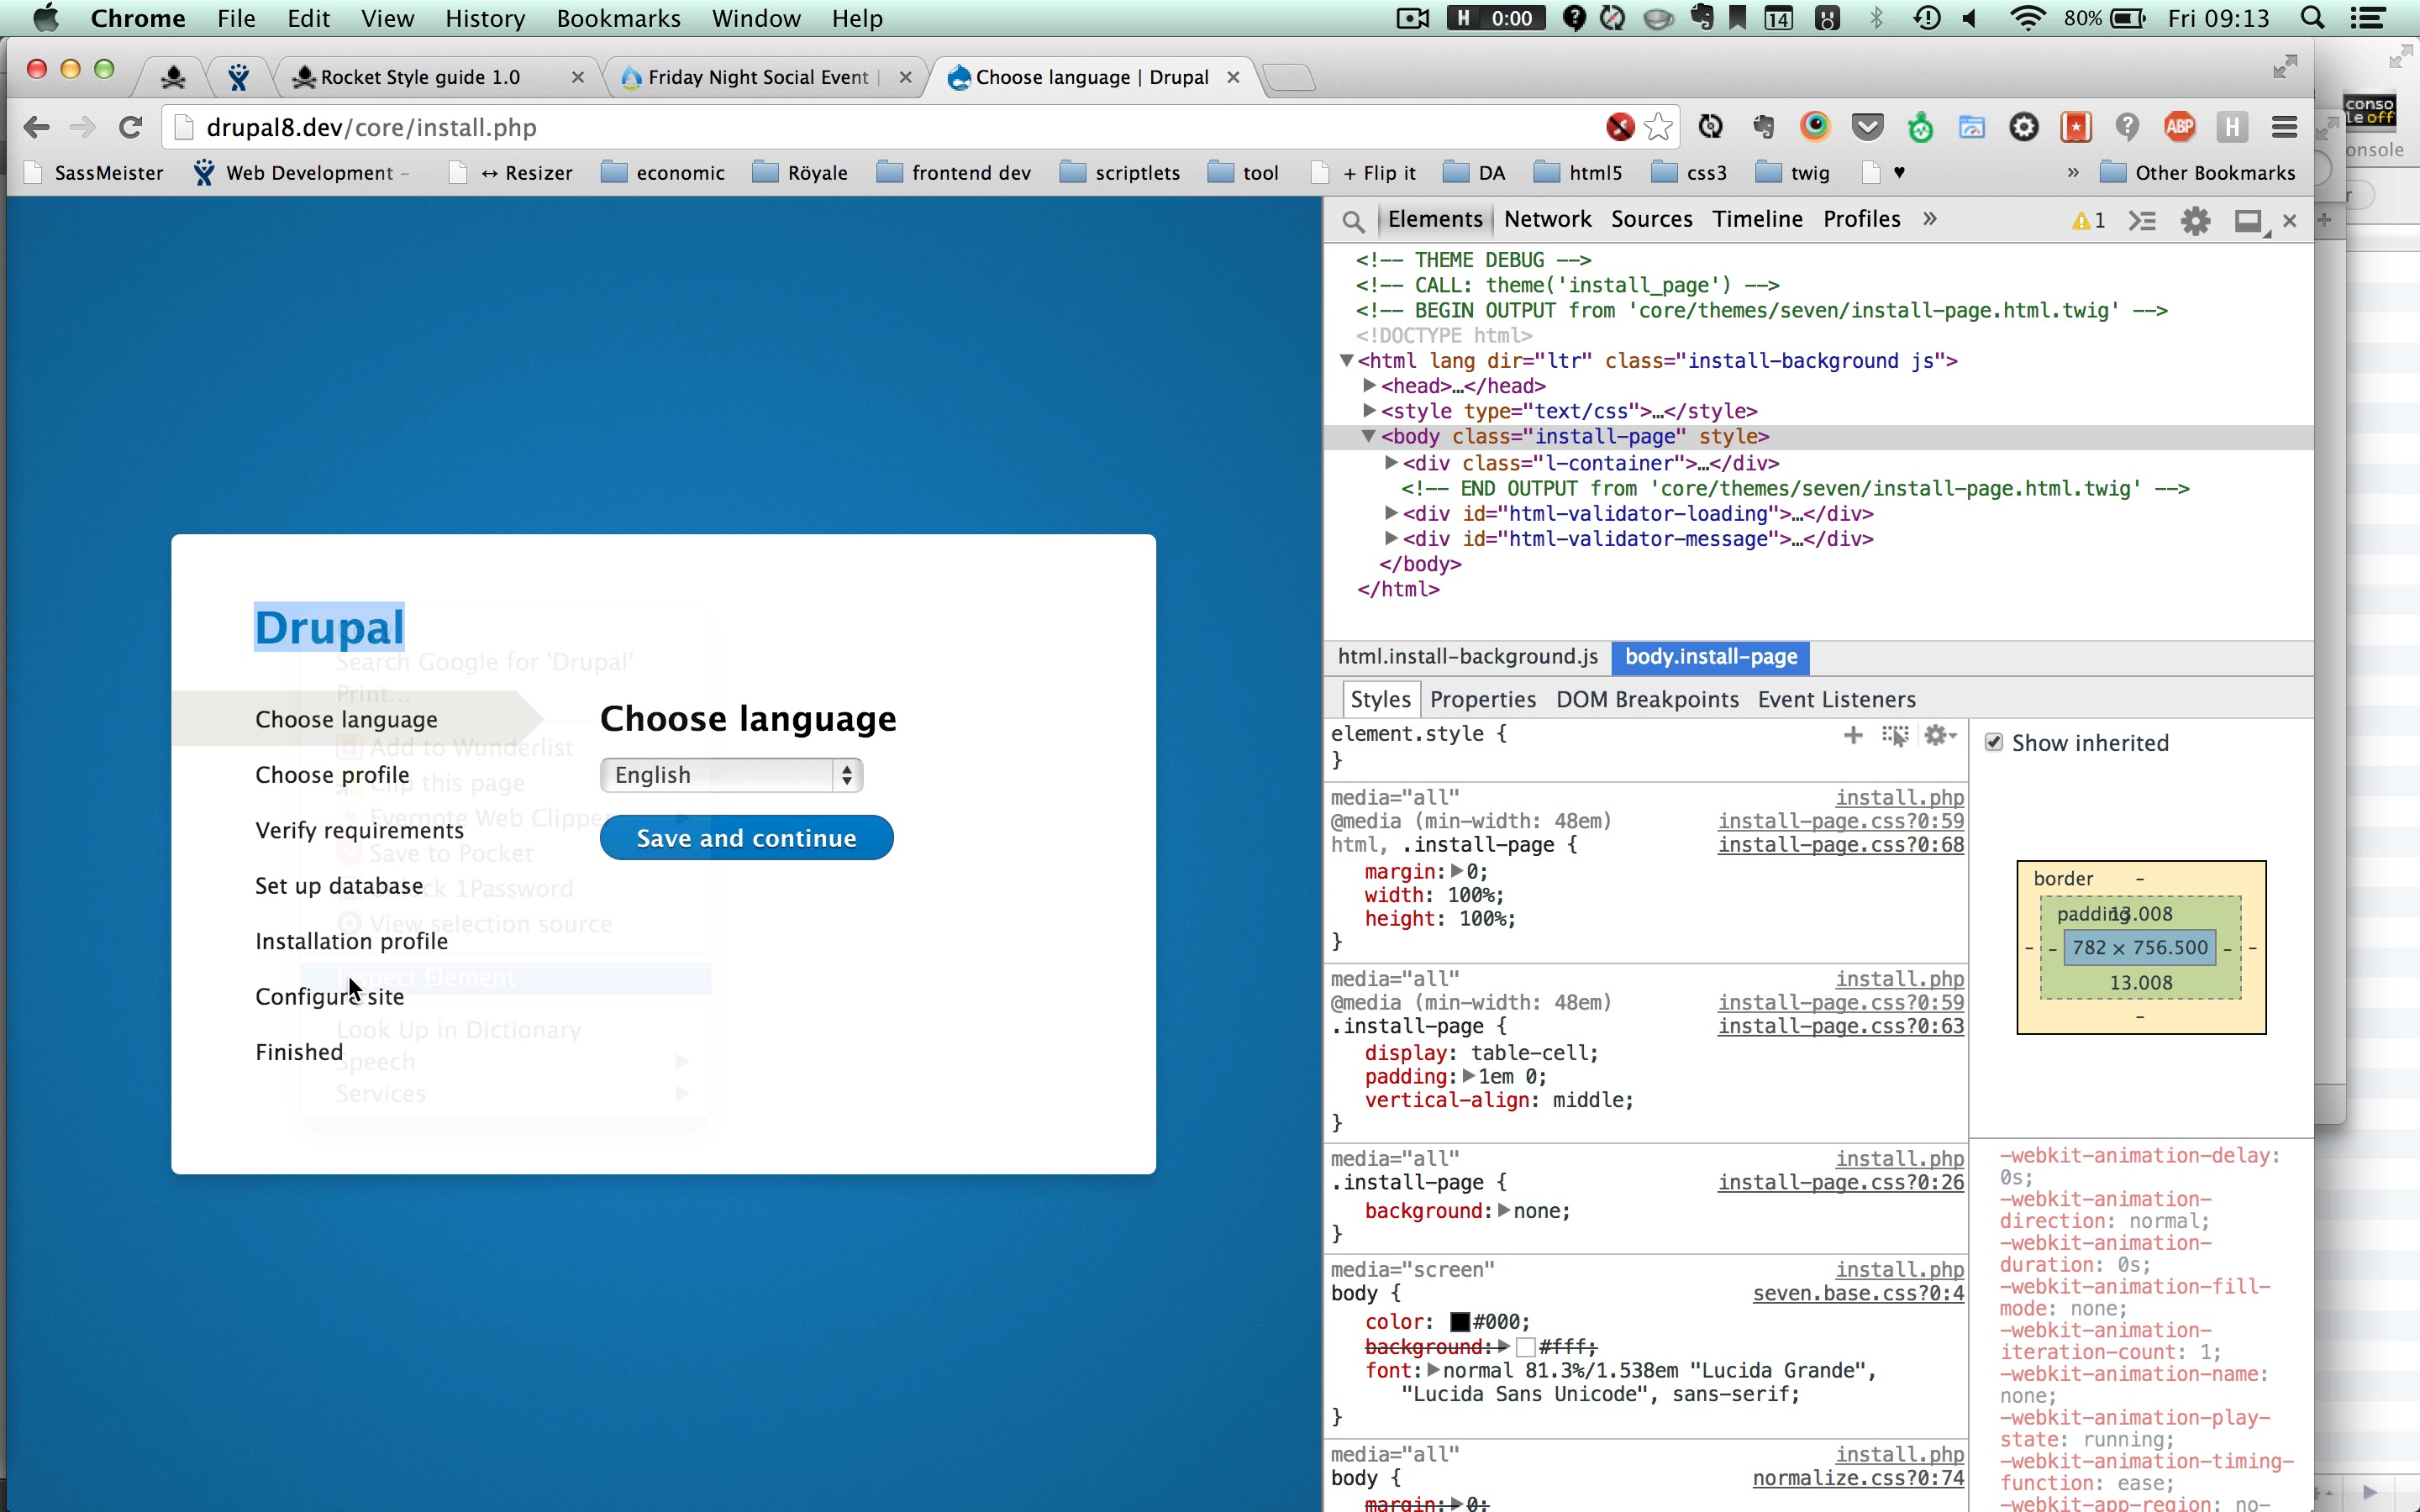 Chrome File Edit View History Bookmarks Window Help
H 0:00
14
80%
Fri 09:13
Rocket Style guide 1.0
Friday Night Social Event |
Choose language | Drupal
drupal8.dev/core/install.php
ABP
H
conso
le off
onsole
SassMeister
Web Development –
↔ Resizer
economic
Röyale
frontend dev
scriptlets
tool
+ Flip it
DA
html5
css3
twig
♥
»
Other Bookmarks
Drupal
Search Google for 'Drupal'
Print...
Choose language
Add to Wunderlist
Choose profile
Clip this page
Verify requirements
Evernote Web Clipper
Save to Pocket
Set up database
1Password
View selection source
Installation profile
Inspect Element
Configure site
Look Up in Dictionary
Finished
Speech
Services
Choose language
English
Save and continue
Elements Network Sources Timeline Profiles »
1
<!-- THEME DEBUG -->
<!-- CALL: theme('install_page') -->
<!-- BEGIN OUTPUT from 'core/themes/seven/install-page.html.twig' -->
<!DOCTYPE html>
<html lang dir="ltr" class="install-background js">
<head>…</head>
<style type="text/css">…</style>
<body class="install-page" style>
<div class="l-container">…</div>
<!-- END OUTPUT from 'core/themes/seven/install-page.html.twig' -->
<div id="html-validator-loading">…</div>
<div id="html-validator-message">…</div>
</body>
</html>
html.install-background.js body.install-page
Styles Properties DOM Breakpoints Event Listeners
element.style {
}
media="all" install.php
@media (min-width: 48em) install-page.css?0:59
html, .install-page { install-page.css?0:68
margin: 0;
width: 100%;
height: 100%;
}
media="all" install.php
@media (min-width: 48em) install-page.css?0:59
.install-page { install-page.css?0:63
display: table-cell;
padding: 1em 0;
vertical-align: middle;
}
media="all" install.php
.install-page { install-page.css?0:26
background: none;
}
media="screen" install.php
body { seven.base.css?0:4
color: #000;
background: #fff;
font: normal 81.3%/1.538em "Lucida Grande",
"Lucida Sans Unicode", sans-serif;
}
media="all" install.php
body { normalize.css?0:74
margin: 0;
Show inherited
border –
padding 13.008
– – 782 × 756.500 – –
13.008
–
-webkit-animation-delay:
0s;
-webkit-animation-
direction: normal;
-webkit-animation-
duration: 0s;
-webkit-animation-fill-
mode: none;
-webkit-animation-
iteration-count: 1;
-webkit-animation-name:
none;
-webkit-animation-play-
state: running;
-webkit-animation-timing-
function: ease;
-webkit-app-region: no-